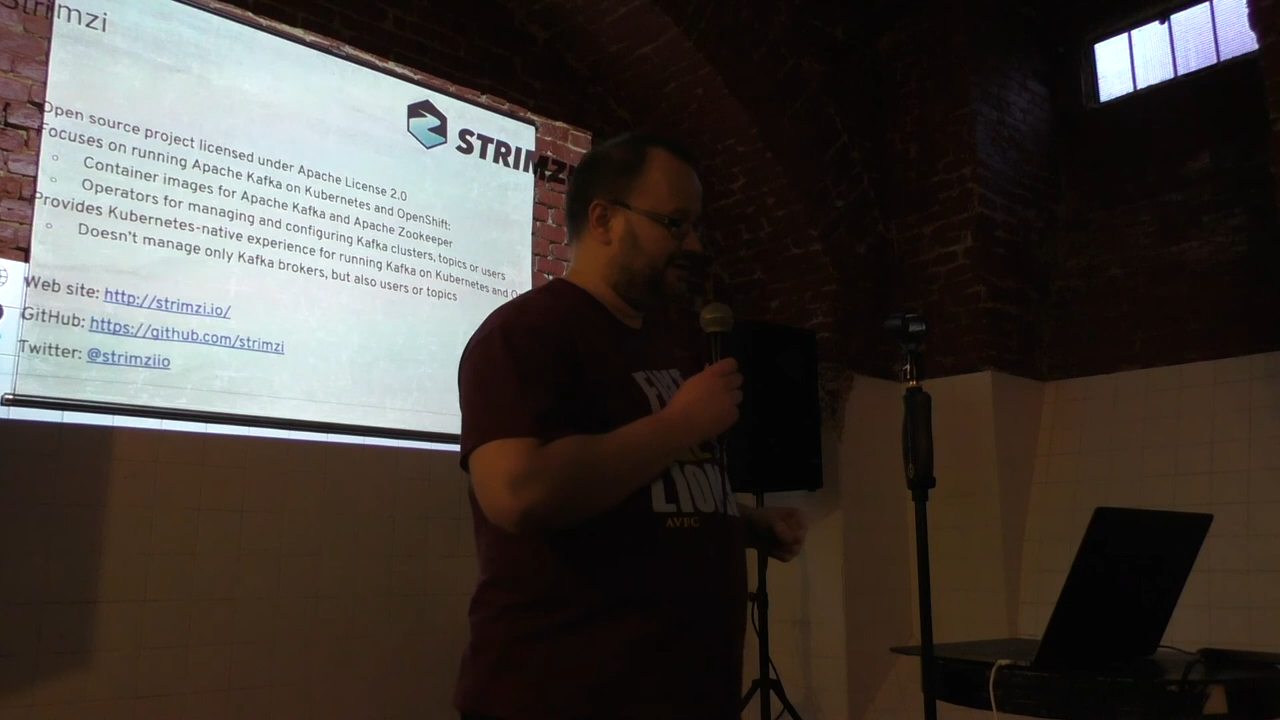 Strimzi
STRIMZI
Open source project licensed under Apache License 2.0
Focuses on running Apache Kafka on Kubernetes and OpenShift:
Container images for Apache Kafka and Apache Zookeeper
Operators for managing and configuring Kafka clusters, topics or users
Provides Kubernetes-native experience for running Kafka on Kubernetes and O
Doesn't manage only Kafka brokers, but also users or topics
Web site: http://strimzi.io/
GitHub: https://github.com/strimzi
Twitter: @strimziio
AVFC